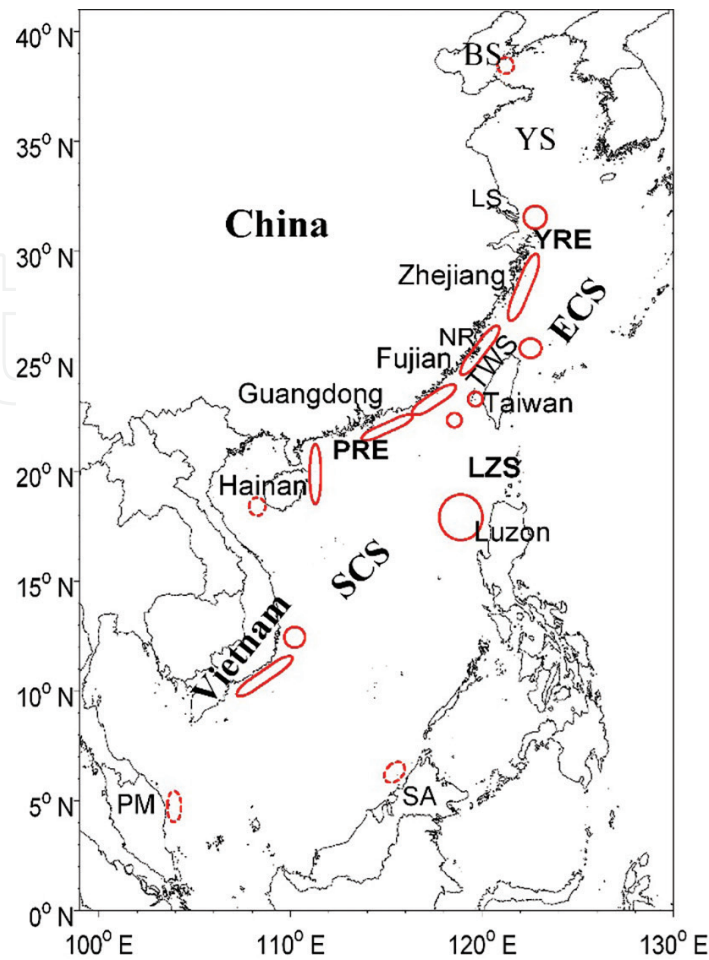 40° N
BS
35° N
YS
LS
China
YRE
30° N
Zhejiang
ECS
NR
25° N
Fujian
TWS
Guangdong
Taiwan
PRE
LZS
20° N
Hainan
Luzon
SCS
15° N
Vietnam
10° N
5° N
PM
SA
0° N
100° E
110° E
120° E
130° E